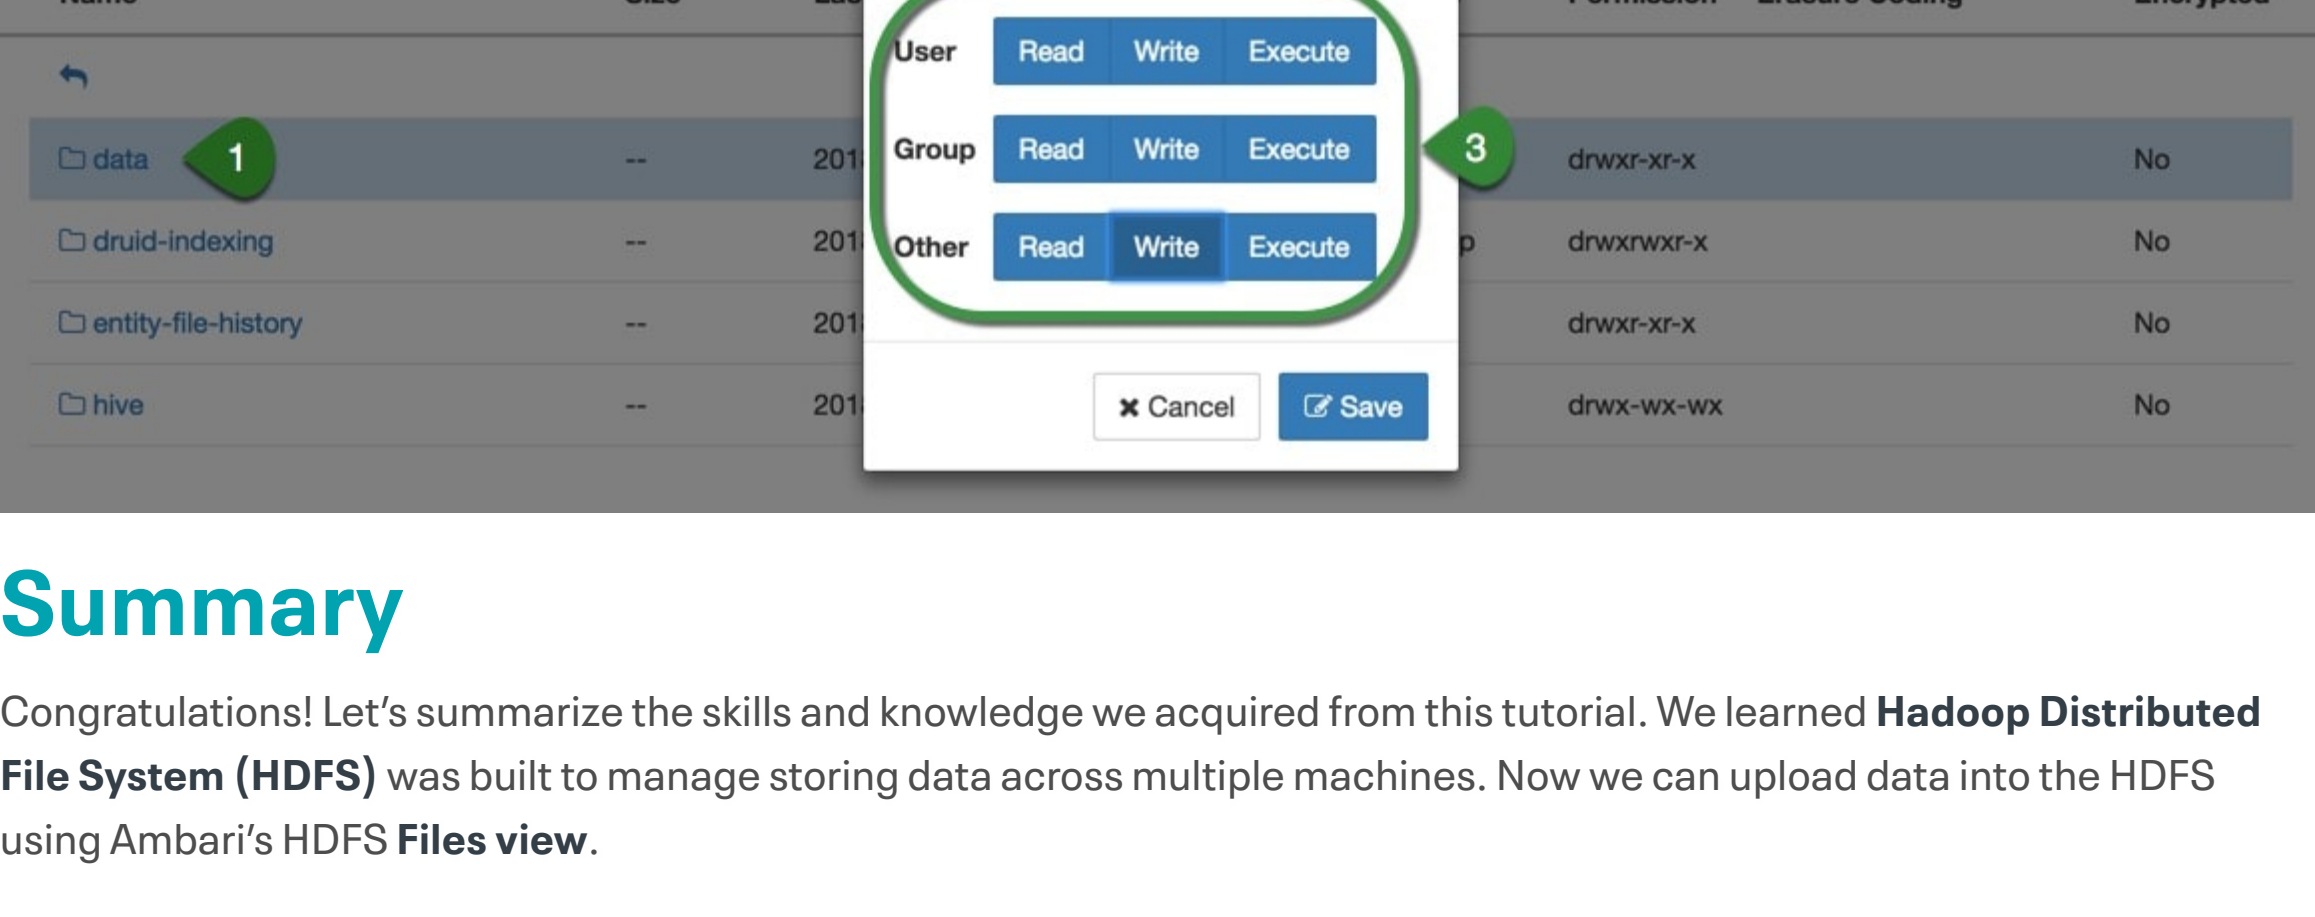 User Read Write Execute
data 1 -- 201 Group Read Write Execute 3 drwxr-xr-x No
druid-indexing -- 201 Other Read Write Execute p drwxrwxr-x No
entity-file-history -- 201 drwxr-xr-x No
hive -- 201 Cancel Save drwx-wx-wx No
Summary
Congratulations! Let’s summarize the skills and knowledge we acquired from this tutorial. We learned Hadoop Distributed
File System (HDFS) was built to manage storing data across multiple machines. Now we can upload data into the HDFS
using Ambari’s HDFS Files view.